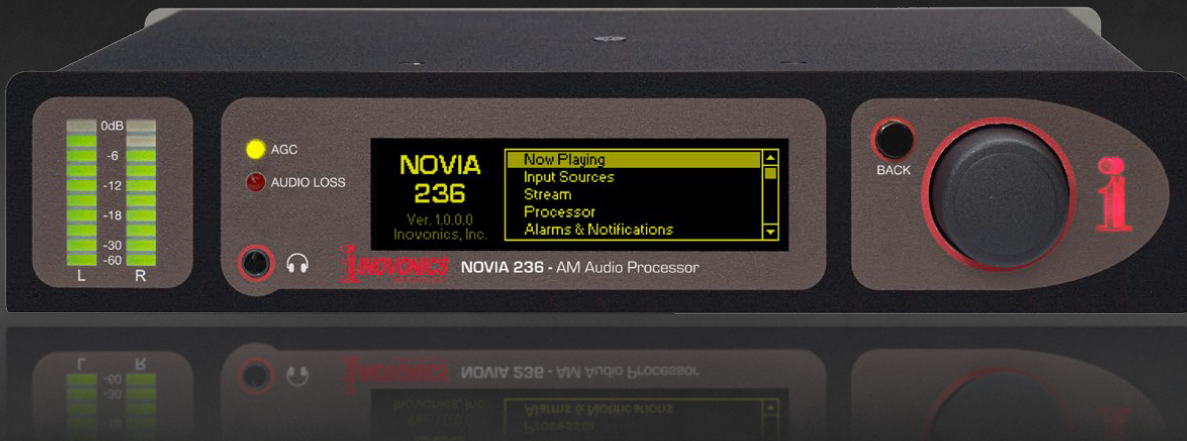 0dB
-6
-12
-18
-30
-60
L R
AGC
AUDIO LOSS
NOVIA
236
Ver. 1.0.0.0
Inovonics, Inc.
Now Playing
Input Sources
Stream
Processor
Alarms & Notifications
INOVONICS NOVIA 236 - AM Audio Processor
BACK
i